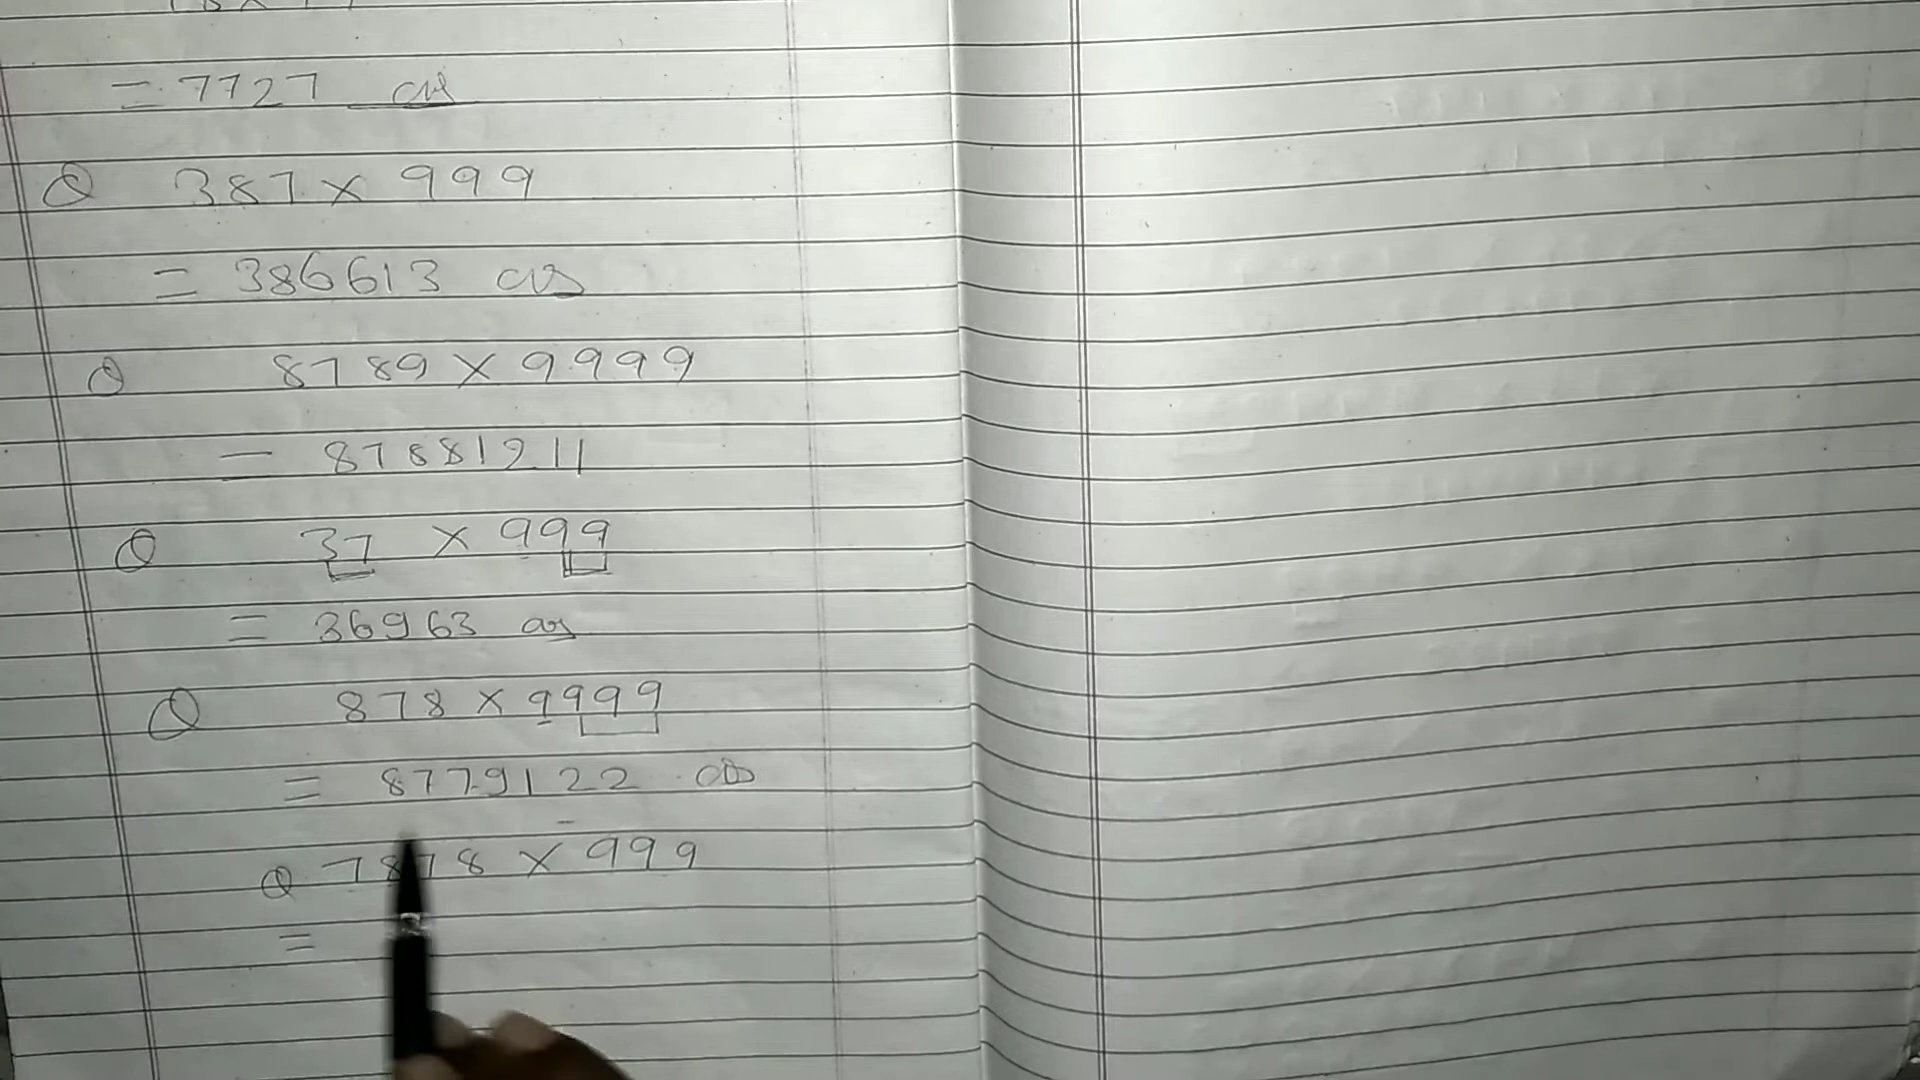 = 7727 ans
Q 387 × 999
= 386613 ans
Q 8789 × 9999
= 87881211
Q 37 × 999
= 36963 ans
Q 878 × 9999
= 8779122 ans
Q 7878 × 999
=